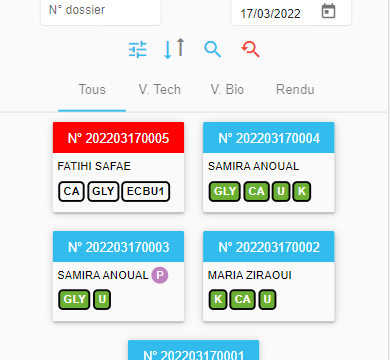 N° dossier
17/03/2022
Tous V. Tech V. Bio Rendu
N° 202203170005
FATIHI SAFAE
CA GLY ECBU1
N° 202203170004
SAMIRA ANOUAL
GLY CA U K
N° 202203170003
SAMIRA ANOUAL P
GLY U
N° 202203170002
MARIA ZIRAOUI
K CA U
N° 202203170001